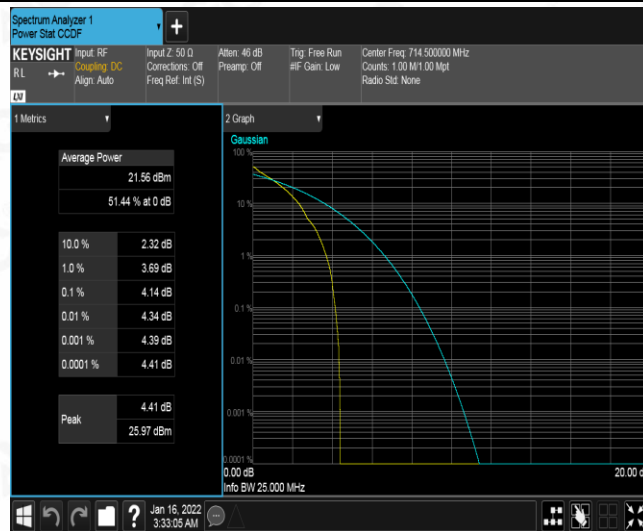 Spectrum Analyzer 1
Power Stat CCDF
+
KEYSIGHT
RL
Input: RF
Coupling: DC
Align: Auto
Input Z: 50 Ω
Corrections: Off
Freq Ref: Int (S)
Atten: 46 dB
Preamp: Off
Trig: Free Run
#IF Gain: Low
Center Freq: 714.500000 MHz
Counts: 1.00 M/1.00 Mpt
Radio Std: None
1 Metrics
Average Power
21.56 dBm
51.44 % at 0 dB
10.0 % 2.32 dB
1.0 % 3.69 dB
0.1 % 4.14 dB
0.01 % 4.34 dB
0.001 % 4.39 dB
0.0001 % 4.41 dB
Peak
4.41 dB
25.97 dBm
2 Graph
Gaussian
100 %
10 %
1 %
0.1 %
0.01 %
0.001 %
0.0001 %
0.00 dB
20.00 d
Info BW 25.000 MHz
?
Jan 16, 2022
3:33:05 AM